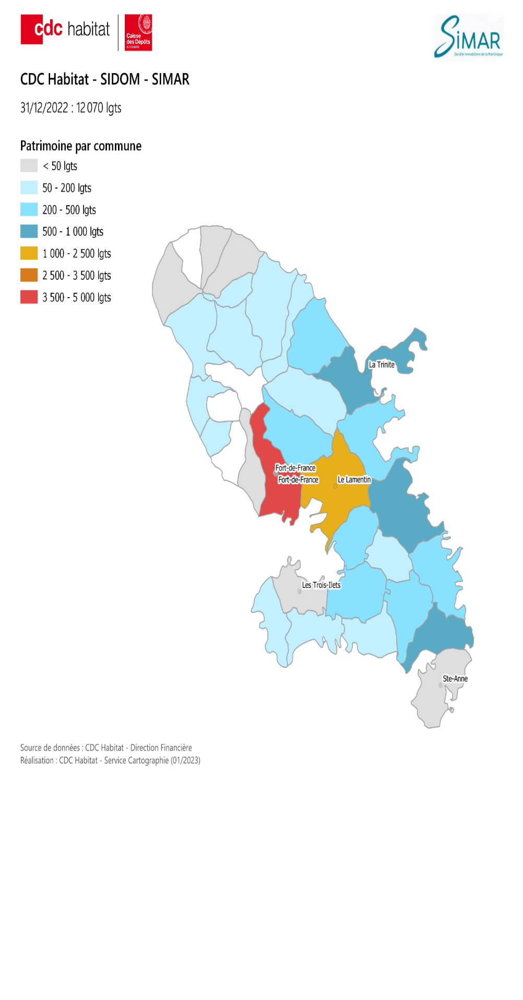 cdc habitat
Caisse
des Dépôts
GROUPE
SiMAR
Société immobilière de la Martinique
CDC Habitat - SIDOM - SIMAR
31/12/2022 : 12 070 lgts
Patrimoine par commune
< 50 lgts
50 - 200 lgts
200 - 500 lgts
500 - 1 000 lgts
1 000 - 2 500 lgts
2 500 - 3 500 lgts
3 500 - 5 000 lgts
La Trinite
Fort-de-France
Fort-de-France
Le Lamentin
Les Trois-Ilets
Ste-Anne
Source de données : CDC Habitat - Direction Financière
Réalisation : CDC Habitat - Service Cartographie (01/2023)